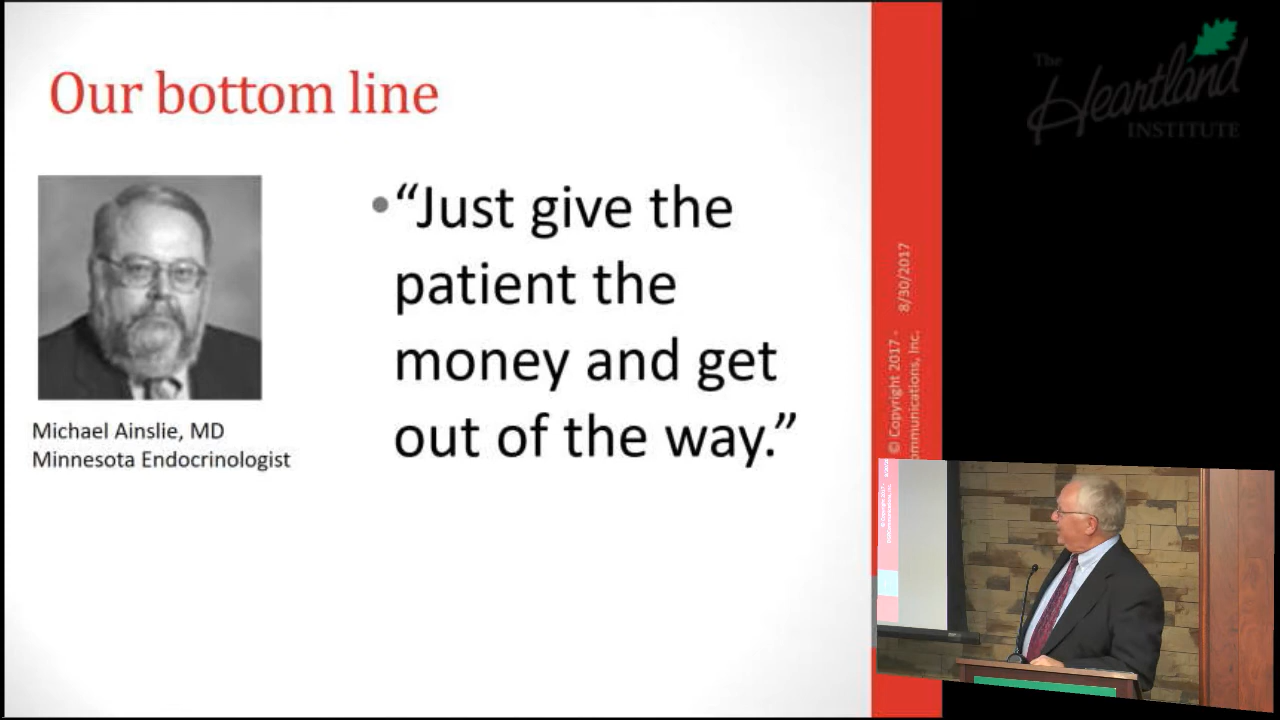 Our bottom line
•“Just give the
patient the
money and get
out of the way.”
Michael Ainslie, MD
Minnesota Endocrinologist
8/30/2017
© Copyright 2017 -
ommunications, Inc.
The
Heartland
INSTITUTE